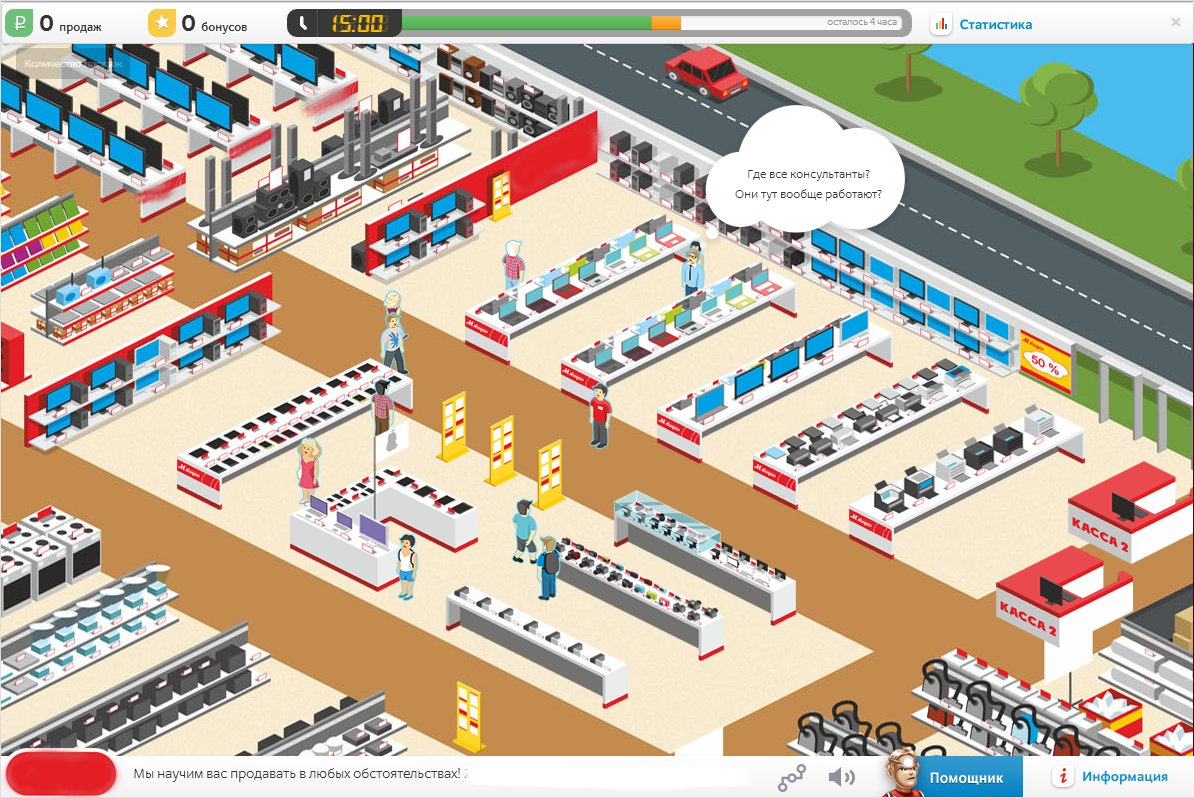 0 продаж
0 бонусов
15:00
осталось 4 часа
Статистика
Количество продаж
Где все консультанты?
Они тут вообще работают?
50 %
КАССА 2
КАССА 2
Мы научим вас продавать в любых обстоятельствах!
Помощник
Информация